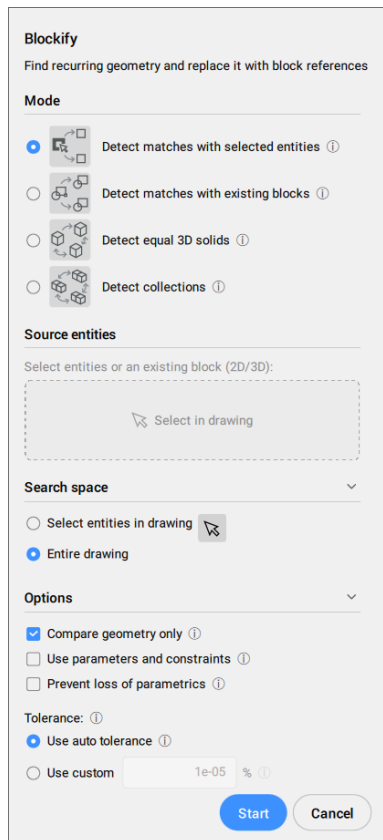 Blockify
Find recurring geometry and replace it with block references
Mode
Detect matches with selected entities
Detect matches with existing blocks
Detect equal 3D solids
Detect collections
Source entities
Select entities or an existing block (2D/3D):
Select in drawing
Search space
Select entities in drawing
Entire drawing
Options
Compare geometry only
Use parameters and constraints
Prevent loss of parametrics
Tolerance:
Use auto tolerance
Use custom 1e-05 %
Start Cancel